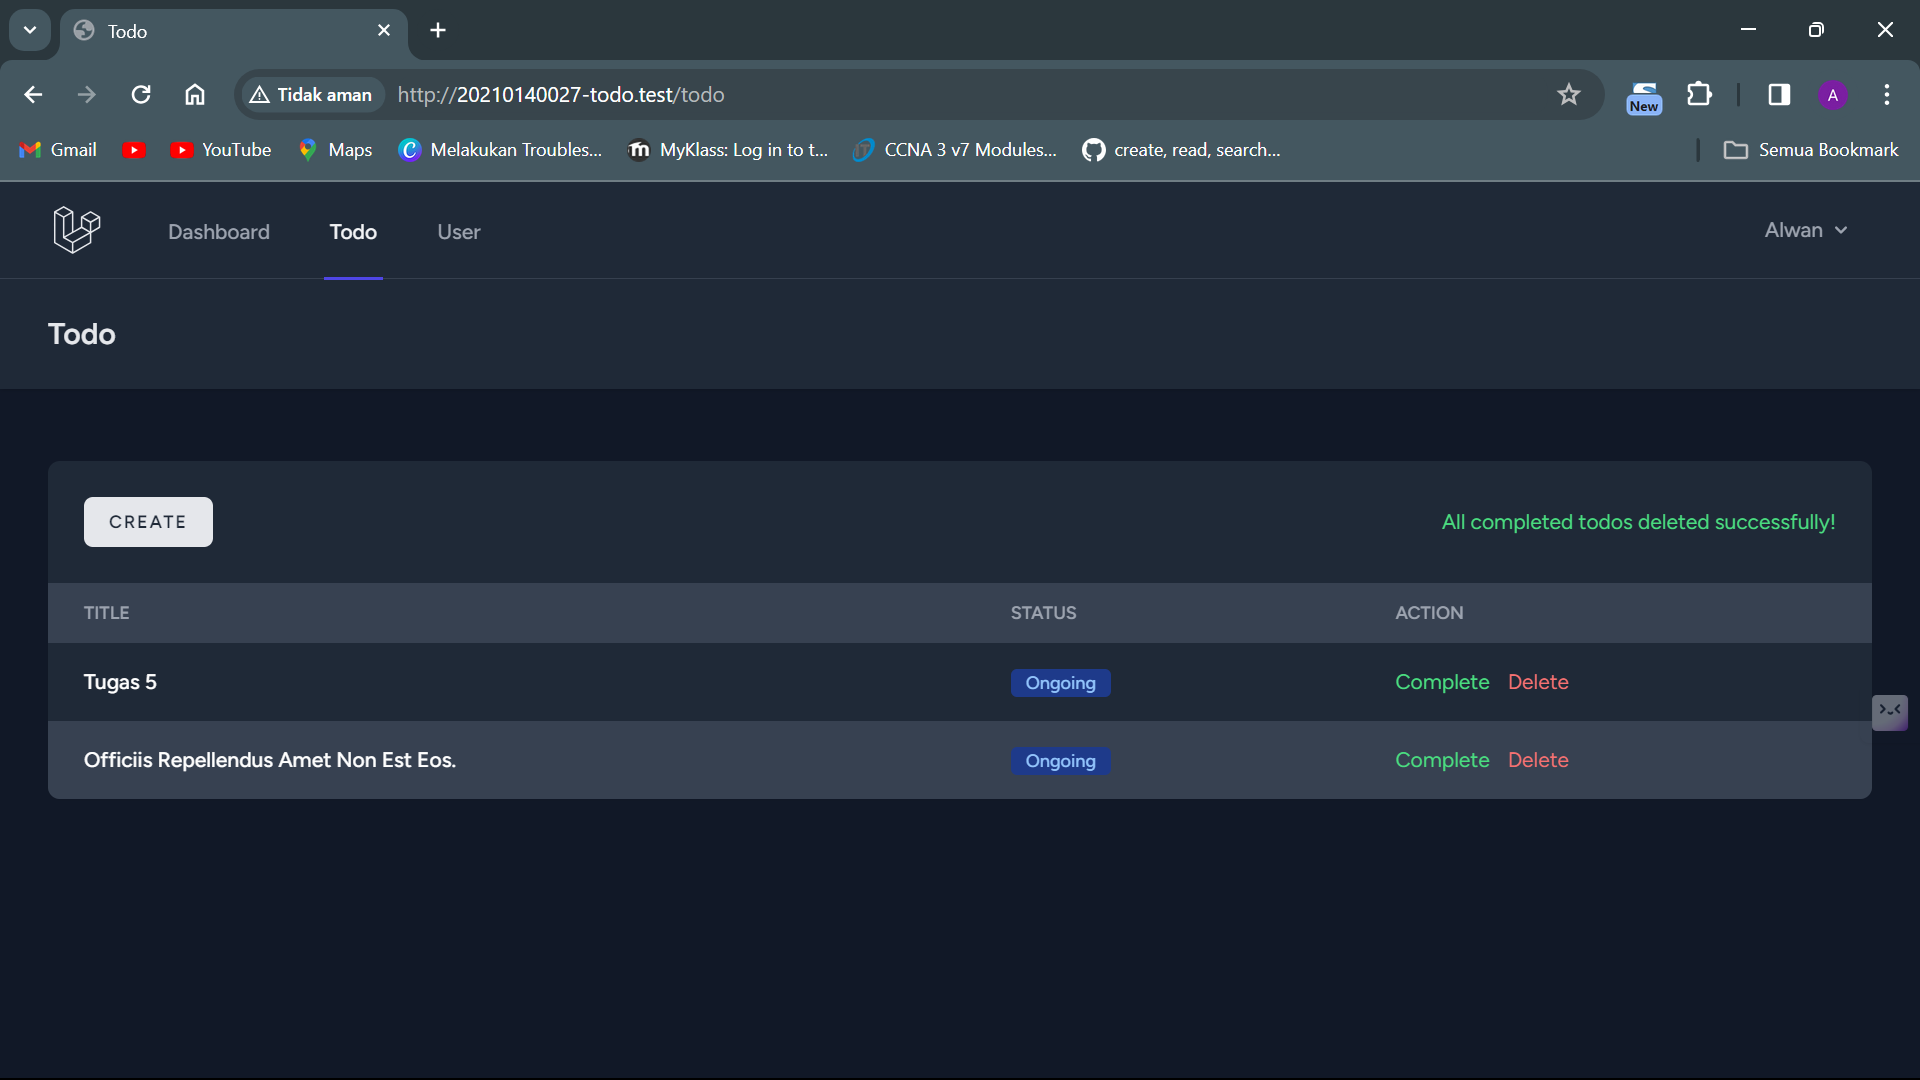 Todo
Tidak aman http://20210140027-todo.test/todo
New
A
Gmail YouTube Maps Melakukan Troubles... MyKlass: Log in to t... CCNA 3 v7 Modules... create, read, search... Semua Bookmark
Dashboard Todo User Alwan
Todo
CREATE All completed todos deleted successfully!
TITLE STATUS ACTION
Tugas 5 Ongoing Complete Delete
Officiis Repellendus Amet Non Est Eos. Ongoing Complete Delete